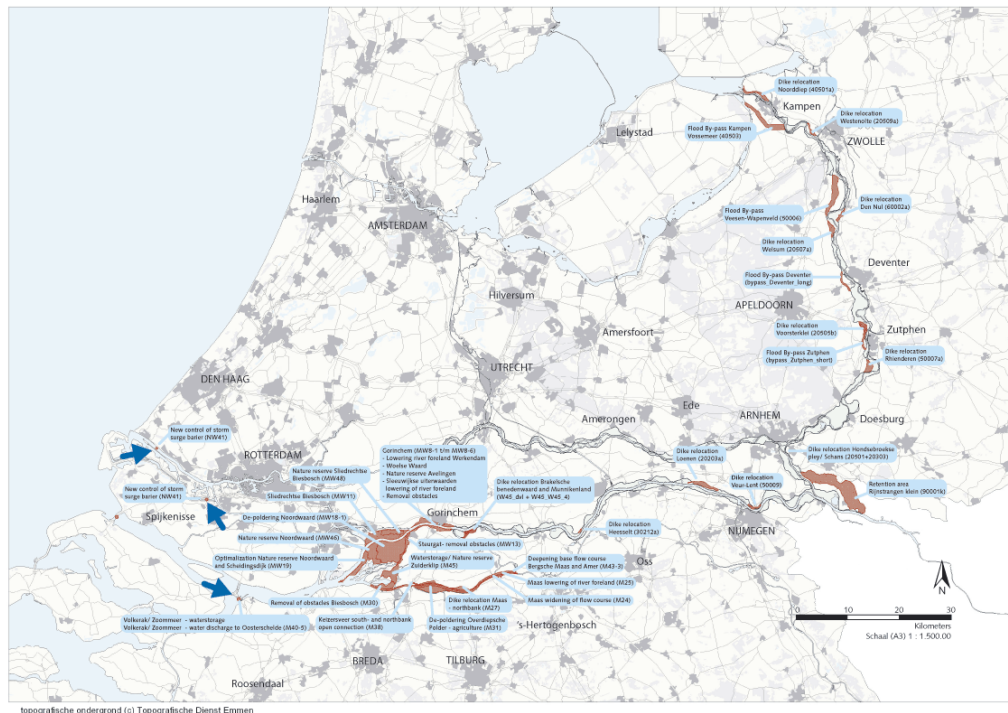 Dike relocation
Noorddiep (40501a)
Kampen
Dike relocation
Westenolte (20509a)
Lelystad
Flood By-pass Kampen
Vossemeer (40503)
ZWOLLE
Haarlem
AMSTERDAM
Flood By-pass
Veesen-Wapenveld (50006)
Dike relocation
Den Nul (60002a)
Dike relocation
Welsum (20507a)
Deventer
Flood By-pass Deventer
(bypass_Deventer_long)
Hilversum
APELDOORN
Amersfoort
Dike relocation
Voorsterklei (20505b)
Zutphen
Flood By-pass Zutphen
(bypass_Zutphen_short)
Dike relocation
Rhienderen (50007a)
DEN HAAG
UTRECHT
Ede
Amerongen
ARNHEM
Doesburg
New control of storm
surge barier (NW41)
ROTTERDAM
Gorinchem (MW8-1 t/m MW8-6)
- Lowering river foreland Werkendam
- Woelse Waard
- Nature reserve Avelingen
- Sleeuwijkse uiterwaarden
lowering of river foreland
- Removal obstacles
Nature reserve Sliedrechtse
Biesbosch (MW48)
Dike relocation
Loenen (20203a)
Dike relocation Hondsbroekse
pley/ Schans (20501+20303)
New control of storm
surge barier (NW41)
Sliedrechtse Biesbosch (MW11)
Dike relocation Brakelsche
benedenwaard and Munnikenland
(W45_dxl + W45_W45_4)
Dike relocation
Veur-Lent (50009)
Retention area
Rijnstrangen klein (90001k)
Spijkenisse
De-poldering Noordwaard (MW18-1)
Gorinchem
NIJMEGEN
Nature reserve Noordwaard (MW46)
Steurgat- removal obstacles (MW13)
Dike relocation
Heesselt (30212a)
Optimalization Nature reserve Noordwaard
and Scheidingsdijk (MW19)
Waterstorage/ Nature reserve
Zuiderklip (M45)
Deepening base flow course
Bergsche Maas and Amer (M43-3)
Oss
Maas lowering of river foreland (M25)
Removal of obstacles Biesbosch (M30)
Dike relocation Maas
- northbank (M27)
Maas widening of flow course (M24)
Volkerak/ Zoommeer - waterstorage
Volkerak/ Zoommeer - water discharge to Oosterschelde (M40-5)
Keizersveer south- and northbank
open connection (M38)
De-poldering Overdiepsche
Polder - agriculture (M31)
's-Hertogenbosch
BREDA
TILBURG
Roosendaal
N
0 10 20 30
Kilometers
Schaal (A3) 1 : 1.500.00
topografische ondergrond (c) Topografische Dienst Emmen